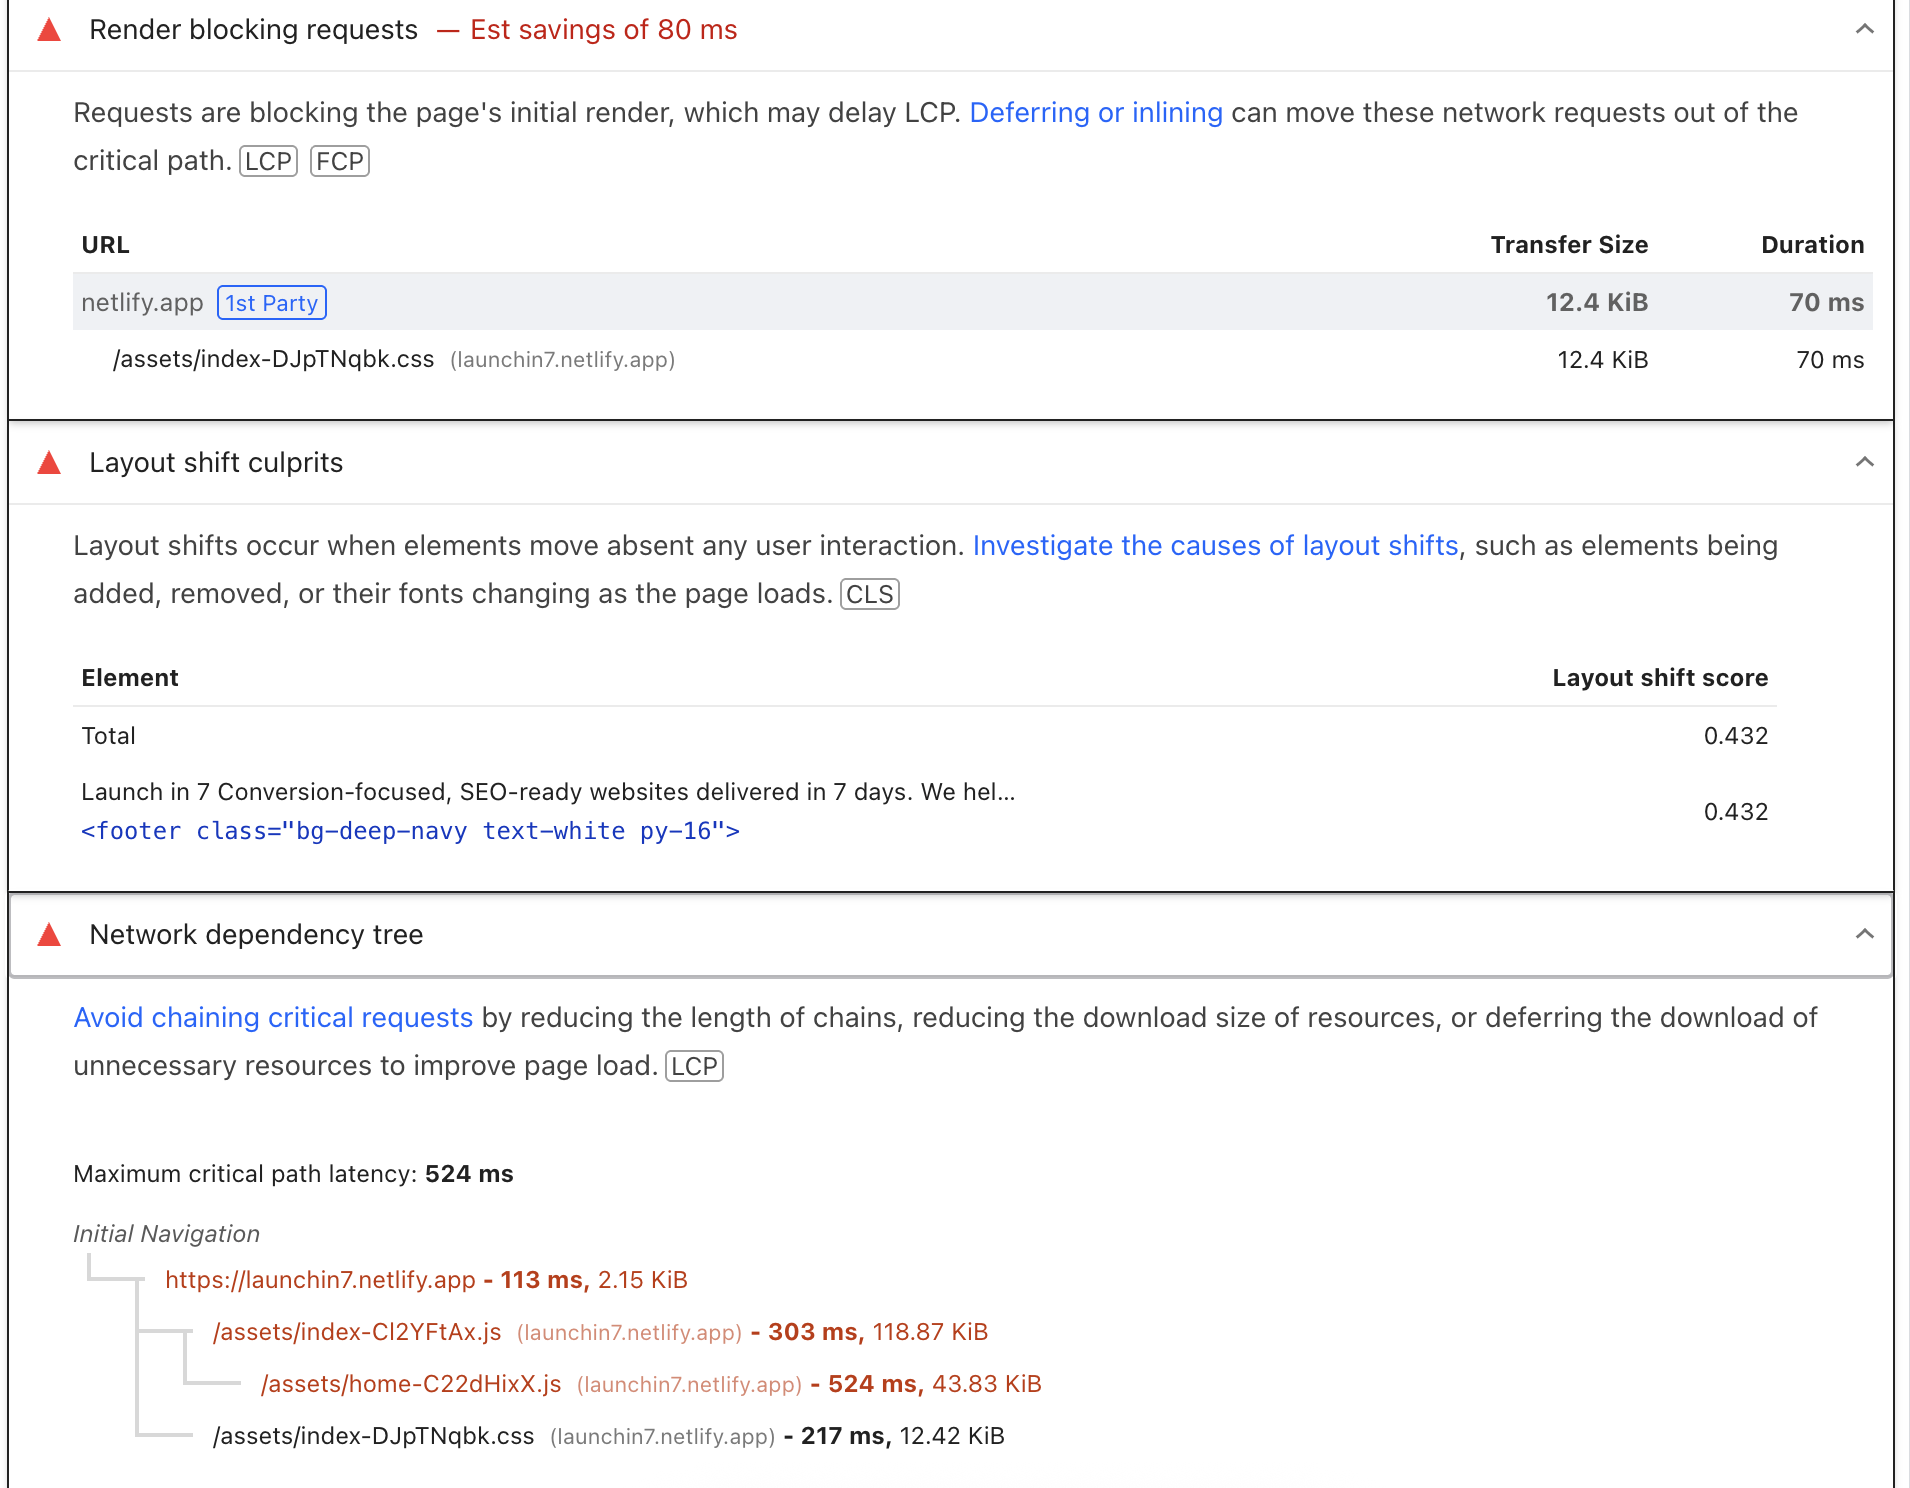 Render blocking requests — Est savings of 80 ms
Requests are blocking the page's initial render, which may delay LCP. Deferring or inlining can move these network requests out of the
critical path. LCP FCP
URL Transfer Size Duration
netlify.app 1st Party 12.4 KiB 70 ms
/assets/index-DJpTNqbk.css (launchin7.netlify.app) 12.4 KiB 70 ms
Layout shift culprits
Layout shifts occur when elements move absent any user interaction. Investigate the causes of layout shifts, such as elements being
added, removed, or their fonts changing as the page loads. CLS
Element Layout shift score
Total 0.432
Launch in 7 Conversion-focused, SEO-ready websites delivered in 7 days. We hel...
0.432
<footer class="bg-deep-navy text-white py-16">
Network dependency tree
Avoid chaining critical requests by reducing the length of chains, reducing the download size of resources, or deferring the download of
unnecessary resources to improve page load. LCP
Maximum critical path latency: 524 ms
Initial Navigation
https://launchin7.netlify.app - 113 ms, 2.15 KiB
/assets/index-Cl2YFtAx.js (launchin7.netlify.app) - 303 ms, 118.87 KiB
/assets/home-C22dHixX.js (launchin7.netlify.app) - 524 ms, 43.83 KiB
/assets/index-DJpTNqbk.css (launchin7.netlify.app) - 217 ms, 12.42 KiB